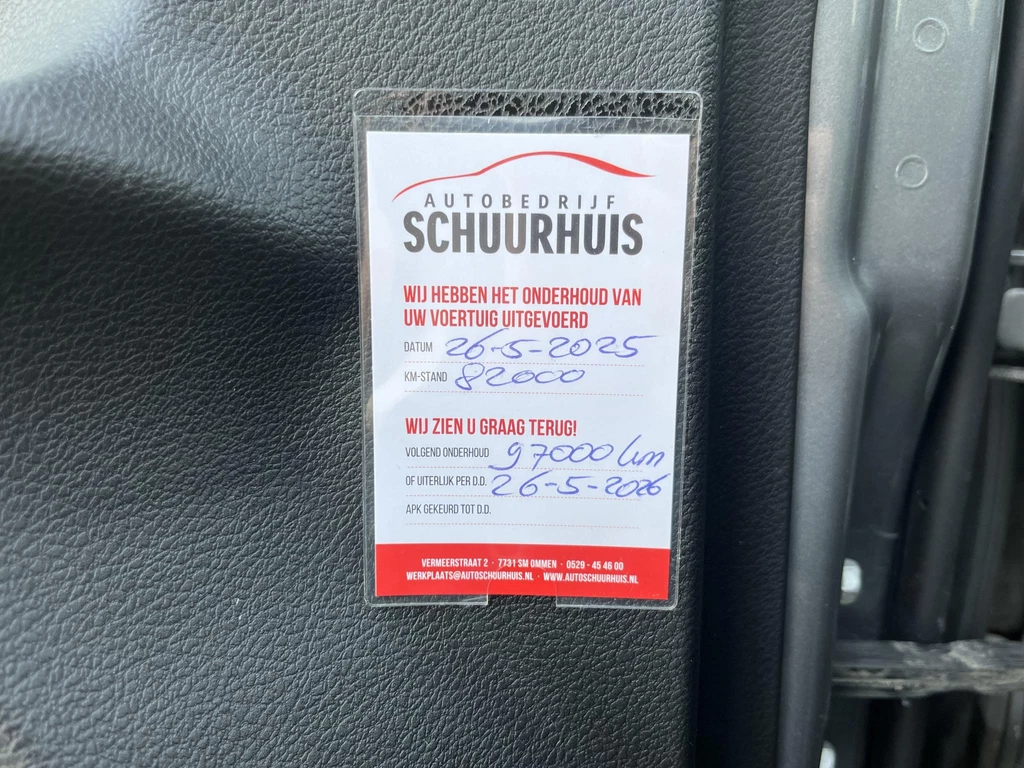 AUTOBEDRIJF
SCHUURHUIS
WIJ HEBBEN HET ONDERHOUD VAN
UW VOERTUIG UITGEVOERD
DATUM 26-5-2025
KM-STAND 82000
WIJ ZIEN U GRAAG TERUG!
VOLGEND ONDERHOUD 97000 km
OF UITERLIJK PER D.D. 26-5-2026
APK GEKEURD TOT D.D.
VERMEERSTRAAT 2 · 7731 SM OMMEN · 0529 - 45 46 00
WERKPLAATS@AUTOSCHUURHUIS.NL · WWW.AUTOSCHUURHUIS.NL